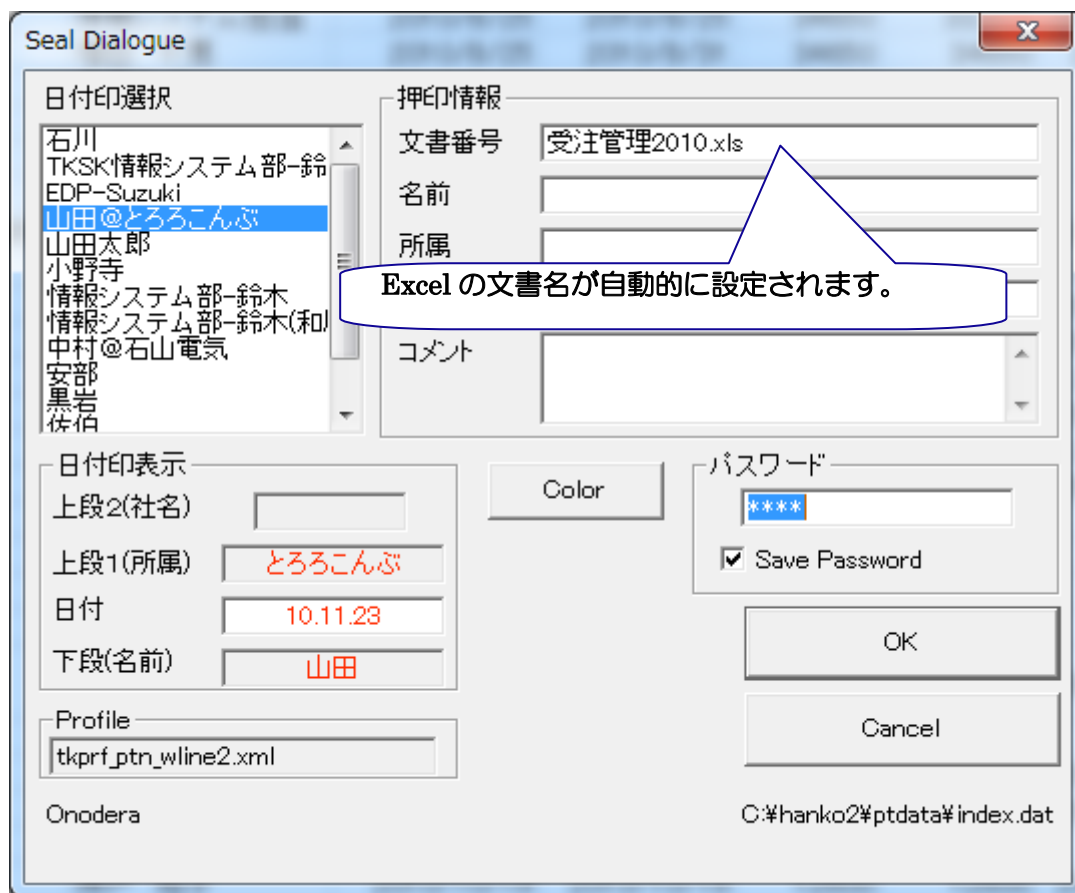 Seal Dialogue
日付印選択
石川
TKSK情報システム部-鈴
EDP-Suzuki
山田@とろろこんぶ
山田太郎
小野寺
情報システム部-鈴木
情報システム部-鈴木(和
中村@石山電気
安部
黒岩
佐伯
押印情報
文書番号
受注管理2010.xls
名前
所属
Excel の文書名が自動的に設定されます。
コメント
日付印表示
上段2(社名)
上段1(所属)
とろろこんぶ
日付
10.11.23
下段(名前)
山田
Color
パスワード
****
Save Password
OK
Cancel
Profile
tkprf_ptn_wline2.xml
Onodera
C:¥hanko2¥ptdata¥index.dat